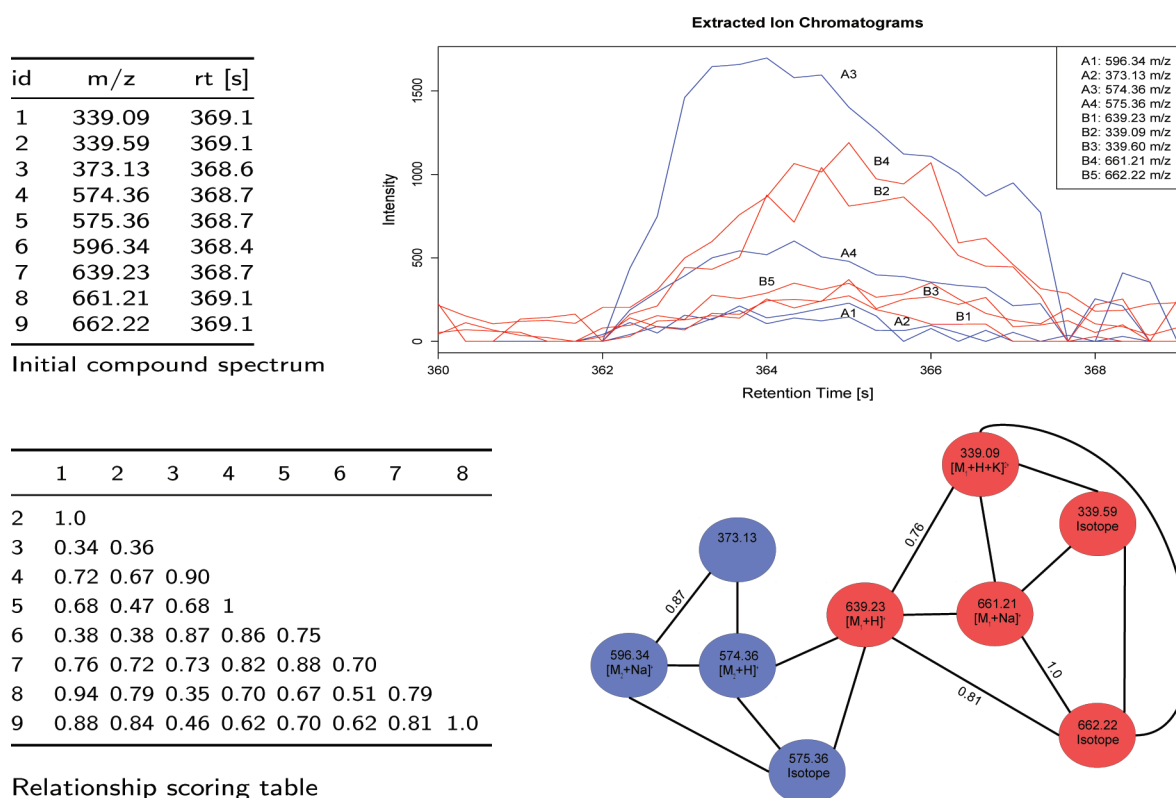 id m/z rt [s]
1 339.09 369.1
2 339.59 369.1
3 373.13 368.6
4 574.36 368.7
5 575.36 368.7
6 596.34 368.4
7 639.23 368.7
8 661.21 369.1
9 662.22 369.1
Initial compound spectrum
Extracted Ion Chromatograms
A1: 596.34 m/z
A2: 373.13 m/z
A3: 574.36 m/z
A4: 575.36 m/z
B1: 639.23 m/z
B2: 339.09 m/z
B3: 339.60 m/z
B4: 661.21 m/z
B5: 662.22 m/z
Intensity
1500
1000
500
0
A3
B4
B2
A4
B5
B3
A1
A2
B1
360 362 364 366 368
Retention Time [s]
1 2 3 4 5 6 7 8
2 1.0
3 0.34 0.36
4 0.72 0.67 0.90
5 0.68 0.47 0.68 1
6 0.38 0.38 0.87 0.86 0.75
7 0.76 0.72 0.73 0.82 0.88 0.70
8 0.94 0.79 0.35 0.70 0.67 0.51 0.79
9 0.88 0.84 0.46 0.62 0.70 0.62 0.81 1.0
Relationship scoring table
339.09
[M₁+H+K]²⁺
339.59
Isotope
0.76
373.13
0.87
639.23
[M₁+H]⁺
661.21
[M₁+Na]⁺
596.34
[M₂+Na]⁺
574.36
[M₂+H]⁺
1.0
0.81
662.22
Isotope
575.36
Isotope